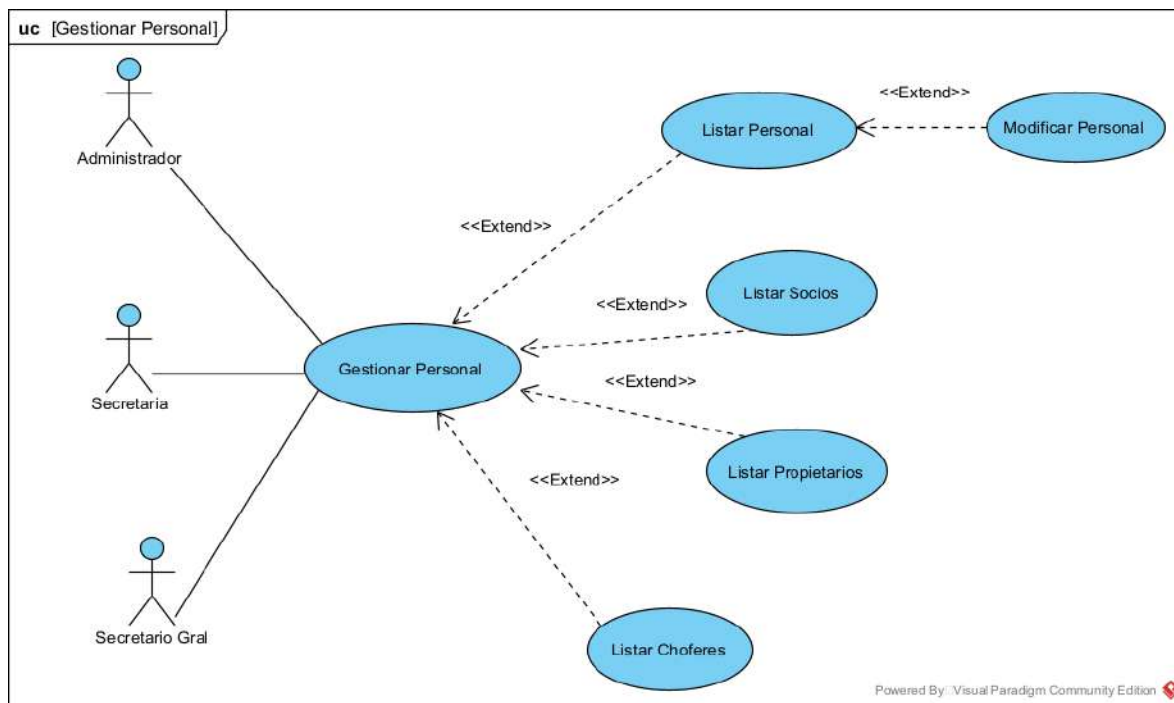 uc [Gestionar Personal]
Administrador
Secretaria
Secretario Gral
Gestionar Personal
<<Extend>>
<<Extend>>
<<Extend>>
<<Extend>>
<<Extend>>
Listar Personal
Modificar Personal
Listar Socios
Listar Propietarios
Listar Choferes
Powered By Visual Paradigm Community Edition